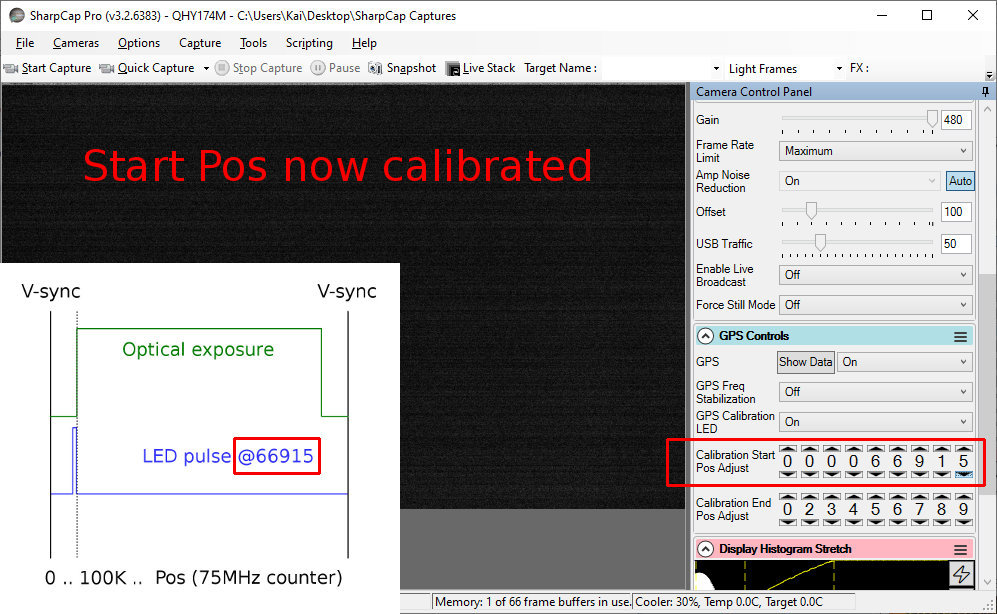 SharpCap Pro (v3.2.6383) - QHY174M - C:\Users\Kai\Desktop\SharpCap Captures
File Cameras Options Capture Tools Scripting Help
Start Capture Quick Capture Stop Capture Pause Snapshot Live Stack Target Name : Light Frames FX :
Camera Control Panel
Start Pos now calibrated
Gain 480
Frame Rate Limit Maximum
Amp Noise Reduction On Auto
Offset 100
USB Traffic 50
Enable Live Broadcast Off
Force Still Mode Off
GPS Controls
GPS Show Data On
GPS Freq Stabilization Off
GPS Calibration LED On
Calibration Start Pos Adjust 0 0 0 0 6 6 9 1 5
Calibration End Pos Adjust 0 2 3 4 5 6 7 8 9
Display Histogram Stretch
V-sync V-sync
Optical exposure
LED pulse @66915
0 .. 100K .. Pos (75MHz counter)
Memory: 1 of 66 frame buffers in use. Cooler: 30%, Temp 0.0C, Target 0.0C